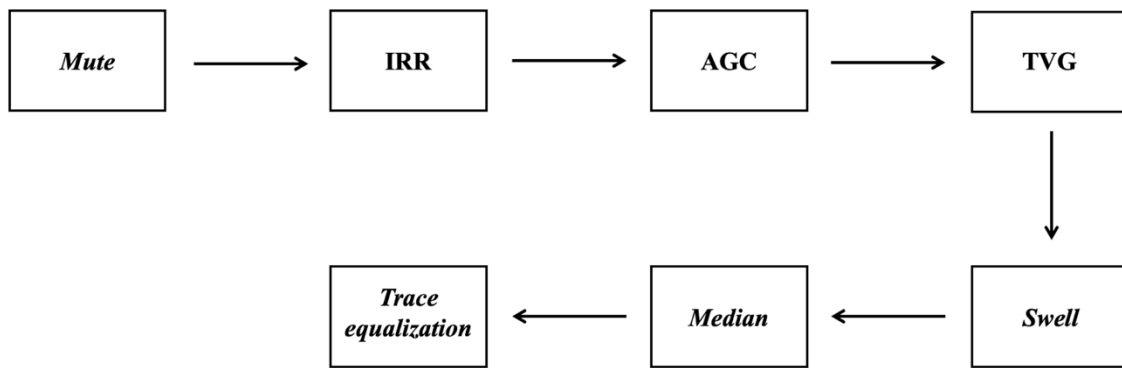 Mute
IRR
AGC
TVG
Swell
Median
Trace
equalization